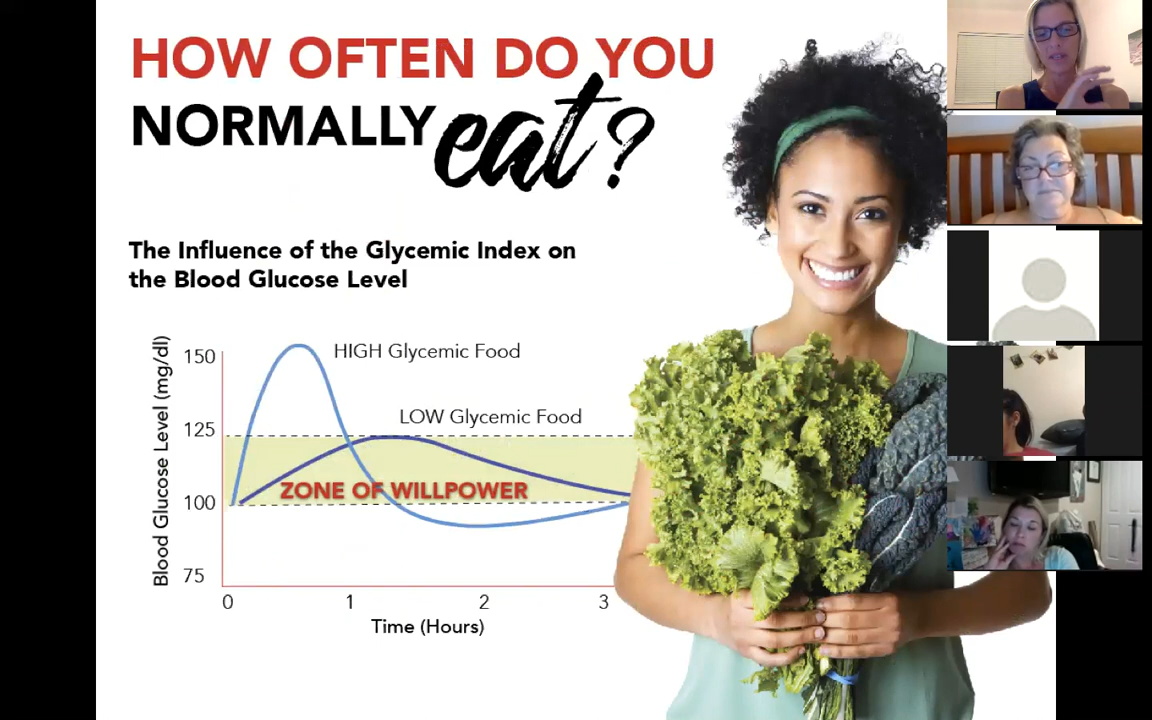 HOW OFTEN DO YOU
NORMALLY eat?
The Influence of the Glycemic Index on
the Blood Glucose Level
Blood Glucose Level (mg/dl)
150
125
100
75
HIGH Glycemic Food
LOW Glycemic Food
ZONE OF WILLPOWER
0 1 2 3
Time (Hours)